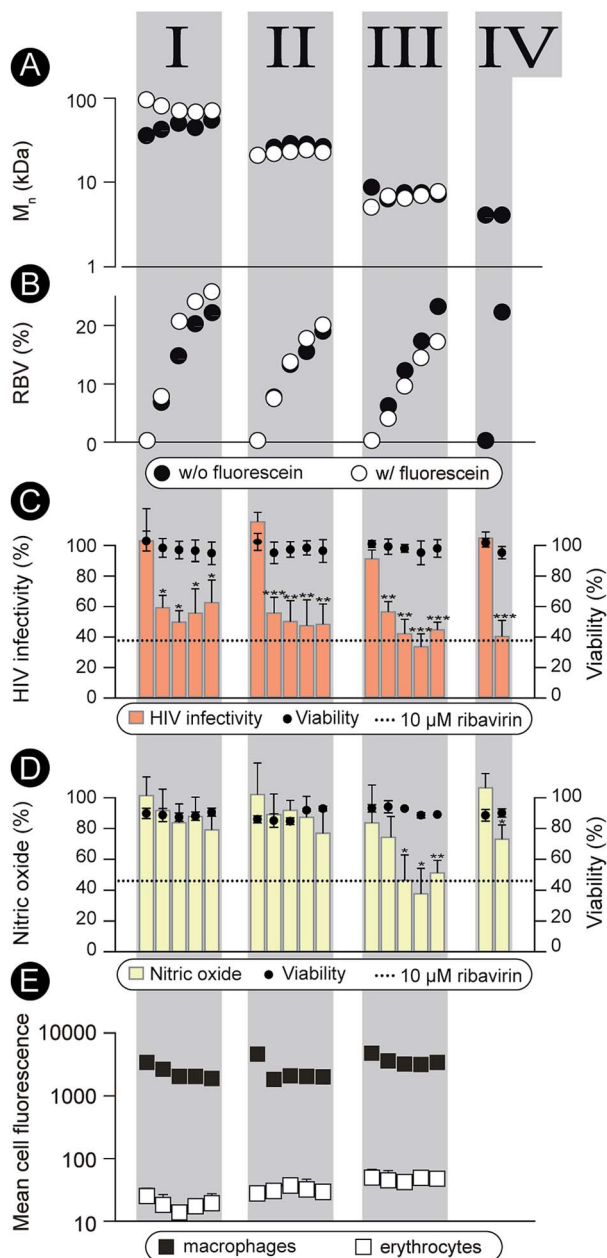 I II III IV
A
100
10
1
Mn (kDa)
B
20
10
0
RBV (%)
w/o fluorescein w/ fluorescein
C
100
80
60
40
20
0
HIV infectivity (%)
* * * *
*** ** ** **
** ** *** ***
***
100
80
60
40
20
0
Viability (%)
HIV infectivity Viability 10 µM ribavirin
D
100
80
60
40
20
0
Nitric oxide (%)
* * **
*
100
80
60
40
20
0
Viability (%)
Nitric oxide Viability 10 µM ribavirin
E
10000
1000
100
10
Mean cell fluorescence
macrophages erythrocytes